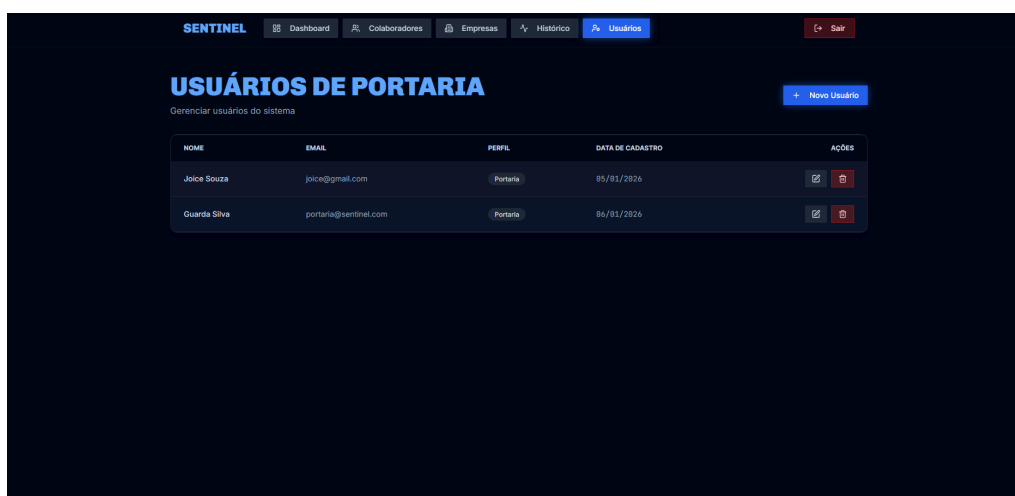 SENTINEL Dashboard Colaboradores Empresas Histórico Usuários Sair
USUÁRIOS DE PORTARIA
Novo Usuário
Gerenciar usuários do sistema
NOME EMAIL PERFIL DATA DE CADASTRO AÇÕES
Joice Souza joice@gmail.com Portaria 05/01/2026
Guarda Silva portaria@sentinel.com Portaria 06/01/2026